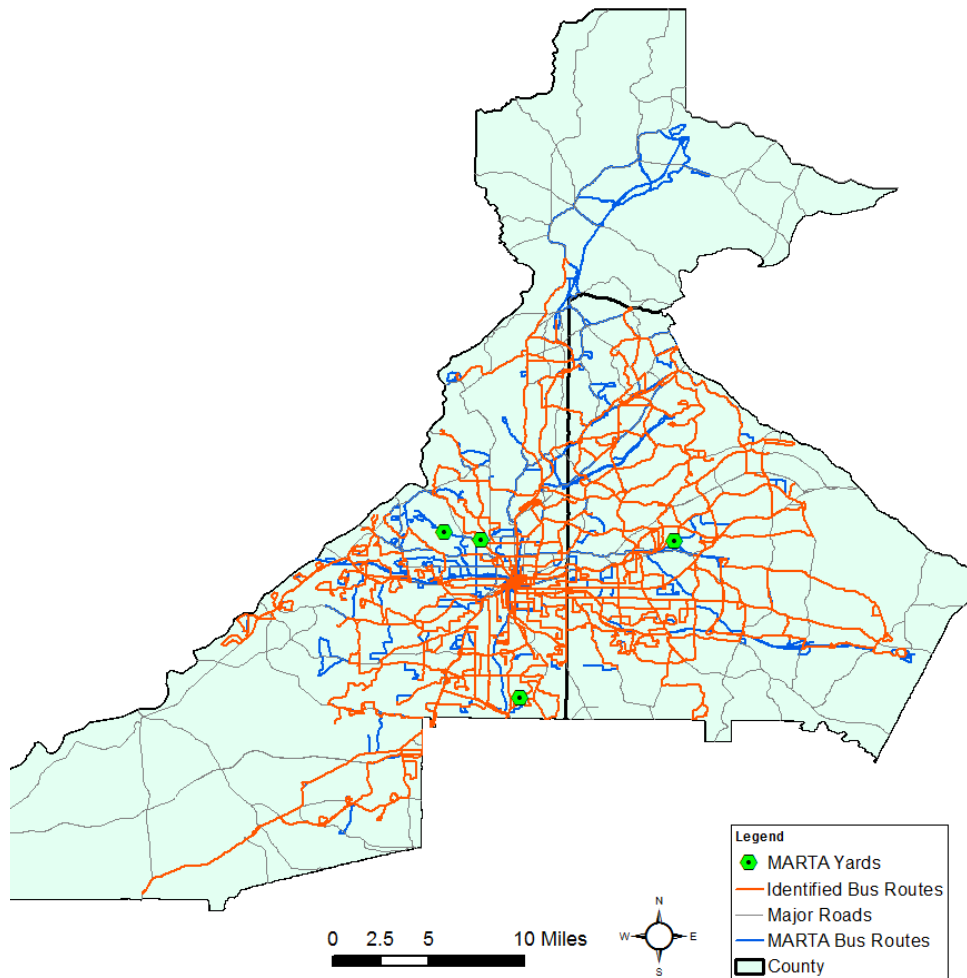 Legend
MARTA Yards
Identified Bus Routes
Major Roads
MARTA Bus Routes
County
N
W E
S
0 2.5 5 10 Miles